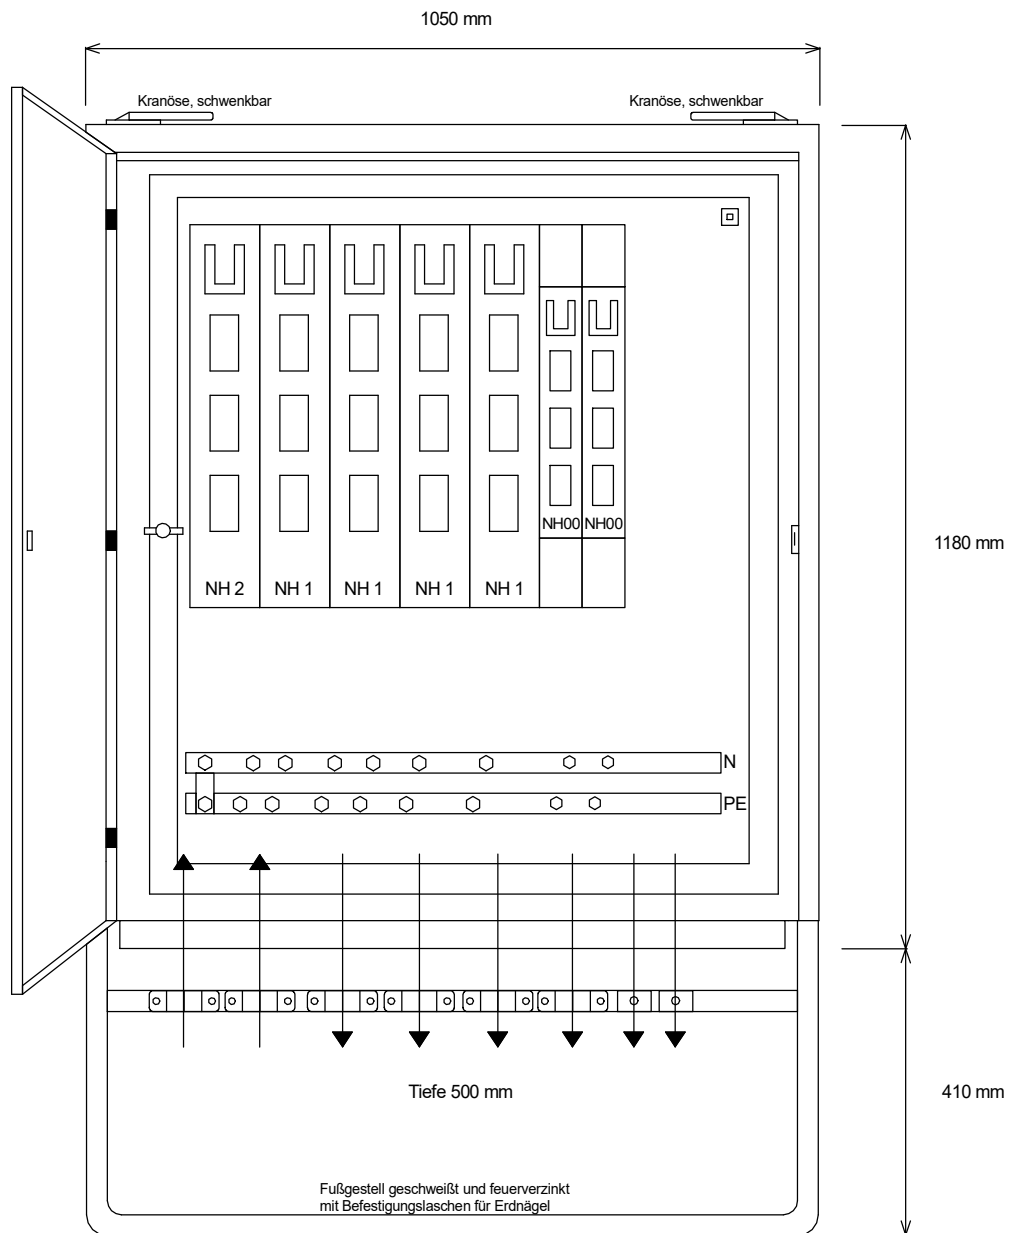 1050 mm
Kranöse, schwenkbar
Kranöse, schwenkbar
NH00 NH00
1180 mm
NH 2 NH 1 NH 1 NH 1 NH 1
N
PE
Tiefe 500 mm
410 mm
Fußgestell geschweißt und feuerverzinkt
mit Befestigungslaschen für Erdnägel